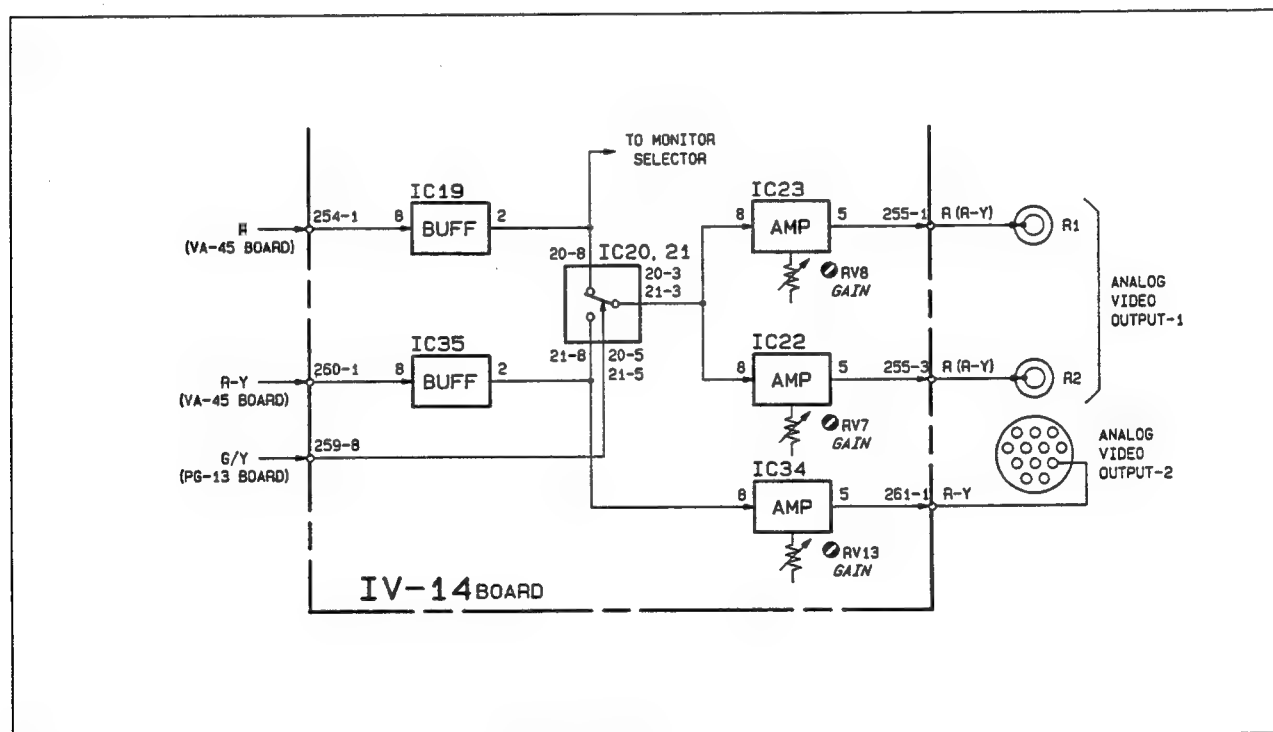 TO MONITOR
SELECTOR
IC19
IC23
254-1
8
BUFF
2
8
AMP
5
255-1
R (R-Y)
R1
(VA-45 BOARD)
20-8
IC20, 21
20-3
21-3
RV8
GAIN
ANALOG
VIDEO
OUTPUT-1
IC35
21-8
20-5
21-5
IC22
R-Y
(VA-45 BOARD)
260-1
8
BUFF
2
8
AMP
5
255-3
R (R-Y)
R2
RV7
GAIN
G/Y
(PG-13 BOARD)
259-8
ANALOG
VIDEO
OUTPUT-2
IC34
8
AMP
5
261-1
R-Y
RV13
GAIN
IV-14 BOARD